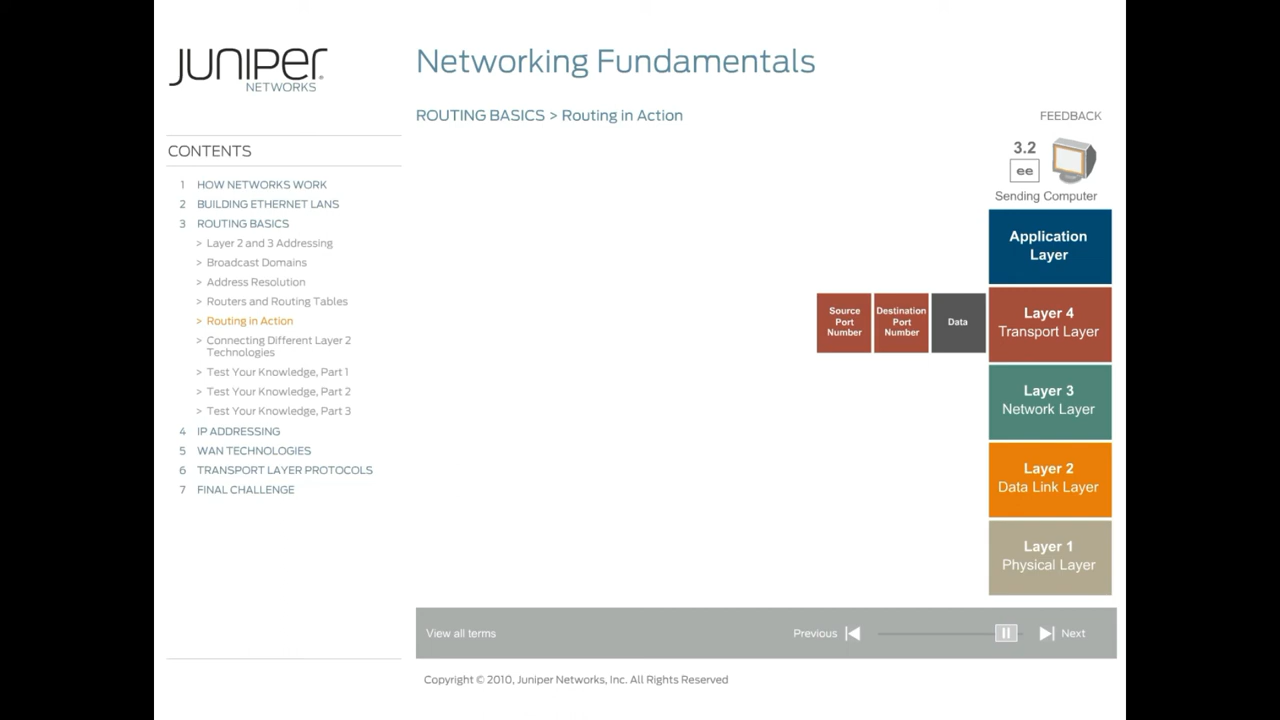 JUNIPer
NETWORKS
Networking Fundamentals
ROUTING BASICS > Routing in Action
FEEDBACK
CONTENTS
1 HOW NETWORKS WORK
2 BUILDING ETHERNET LANS
3 ROUTING BASICS
> Layer 2 and 3 Addressing
> Broadcast Domains
> Address Resolution
> Routers and Routing Tables
> Routing in Action
> Connecting Different Layer 2
Technologies
> Test Your Knowledge, Part 1
> Test Your Knowledge, Part 2
> Test Your Knowledge, Part 3
4 IP ADDRESSING
5 WAN TECHNOLOGIES
6 TRANSPORT LAYER PROTOCOLS
7 FINAL CHALLENGE
3.2
ee
Sending Computer
Application
Layer
Source
Port
Number
Destination
Port
Number
Data
Layer 4
Transport Layer
Layer 3
Network Layer
Layer 2
Data Link Layer
Layer 1
Physical Layer
View all terms
Previous
Next
Copyright © 2010, Juniper Networks, Inc. All Rights Reserved